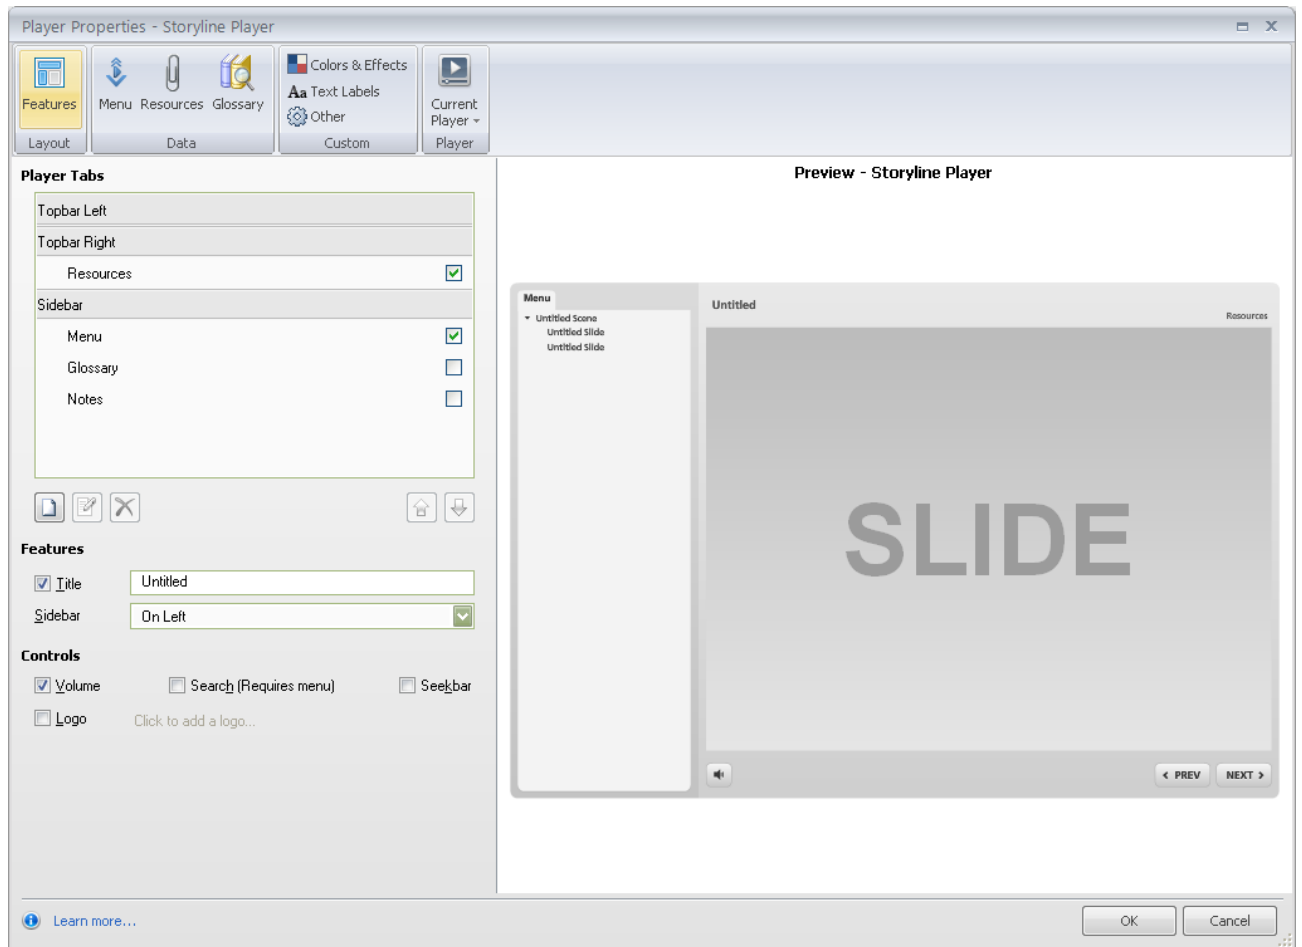 Player Properties - Storyline Player
Features
Menu
Resources
Glossary
Colors & Effects
Aa Text Labels
Other
Current
Player
Layout
Data
Custom
Player
Player Tabs
Topbar Left
Topbar Right
Resources
Sidebar
Menu
Glossary
Notes
Features
Title
Untitled
Sidebar
On Left
Controls
Volume
Search (Requires menu)
Seekbar
Logo
Click to add a logo...
Preview - Storyline Player
Menu
Untitled Scene
Untitled Slide
Untitled Slide
Untitled
Resources
SLIDE
< PREV
NEXT >
Learn more...
OK
Cancel